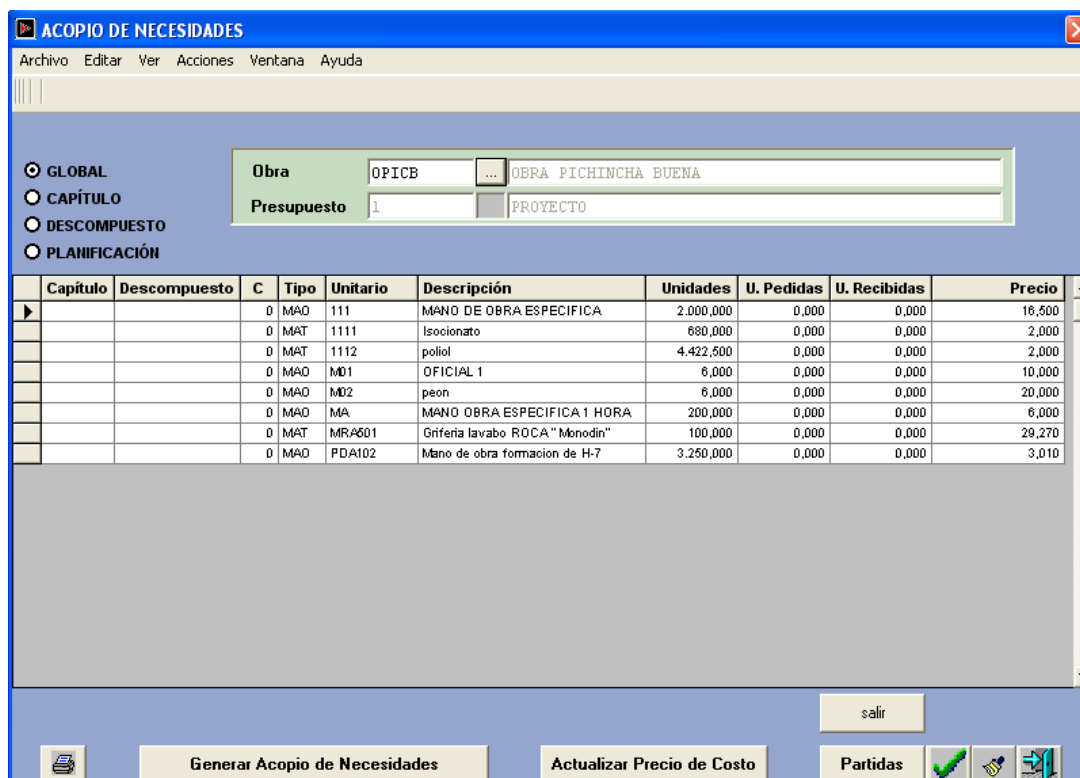 ACOPIO DE NECESIDADES
Archivo Editar Ver Acciones Ventana Ayuda
GLOBAL
CAPÍTULO
DESCOMPUESTO
PLANIFICACIÓN
Obra OPICB ... OBRA PICHINCHA BUENA
Presupuesto 1 PROYECTO
Capítulo Descompuesto C Tipo Unitario Descripción Unidades U. Pedidas U. Recibidas Precio
0 MAO 111 MANO DE OBRA ESPECIFICA 2.000,000 0,000 0,000 16,500
0 MAT 1111 Isocionato 680,000 0,000 0,000 2,000
0 MAT 1112 poliol 4.422,500 0,000 0,000 2,000
0 MAO M01 OFICIAL 1 6,000 0,000 0,000 10,000
0 MAO M02 peon 6,000 0,000 0,000 20,000
0 MAO MA MANO OBRA ESPECIFICA 1 HORA 200,000 0,000 0,000 6,000
0 MAT MRA501 Griferia lavabo ROCA "Monodin" 100,000 0,000 0,000 29,270
0 MAO PDA102 Mano de obra formacion de H-7 3.250,000 0,000 0,000 3,010
salir
Generar Acopio de Necesidades Actualizar Precio de Costo Partidas